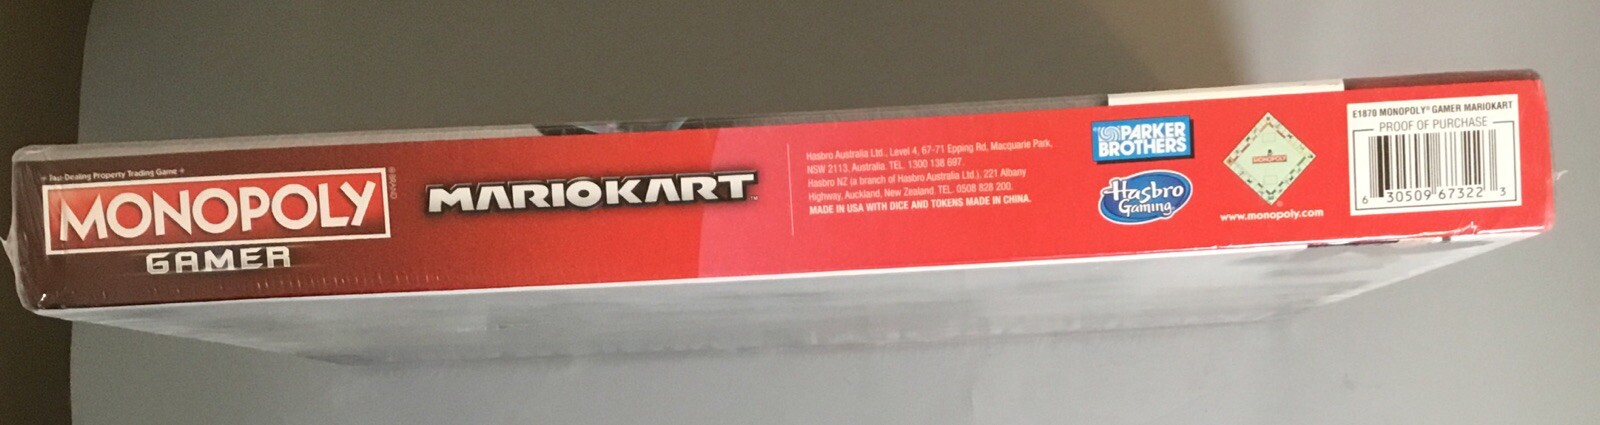 Fast-Dealing Property Trading Game
MONOPOLY
® BRAND
GAMER
MARIOKART™
Hasbro Australia Ltd., Level 4, 67-71 Epping Rd, Macquarie Park,
NSW 2113, Australia. TEL. 1300 138 697.
Hasbro NZ (a branch of Hasbro Australia Ltd.), 221 Albany
Highway, Auckland, New Zealand. TEL. 0508 828 200.
MADE IN USA WITH DICE AND TOKENS MADE IN CHINA.
PARKER
BROTHERS
Hasbro
Gaming
MONOPOLY
www.monopoly.com
E1870 MONOPOLY® GAMER MARIOKART
PROOF OF PURCHASE
6 30509 67322 3